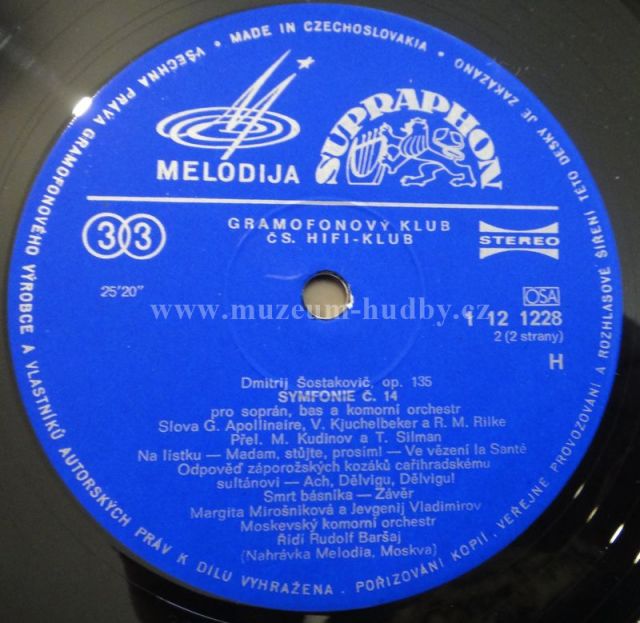 VŠECHNA PRÁVA GRAMOFONOVÉHO VÝROBCE A VLASTNÍKŮ AUTORSKÝCH PRÁV K DÍLU VYHRAŽENA. POŘIZOVÁNÍ KOPIÍ, VEŘEJNÉ PROVOZOVÁNÍ A ROZHLASOVÉ ŠÍŘENÍ TÉTO DESKY JE ZAKÁZÁNO • MADE IN CZECHOSLOVAKIA •
MELODIJA
SUPRAPHON
33
GRAMOFONOVÝ KLUB
ČS. HIFI-KLUB
STEREO
25'20"
OSA
www.muzeum-hudby.cz
1 12 1228
2 (2 strany)
H
Dmitrij Šostakovič, op. 135
SYMFONIE Č. 14
pro soprán, bas a komorní orchestr
Slova G. Apollinaire, V. Kjuchelbeker a R. M. Rilke
Přel. M. Kudinov a T. Silman
Na lístku — Madam, stůjte, prosím! — Ve vězení la Santé
Odpověď záporožských kozáků cařihradskému
sultánovi — Ach, Dělvigu, Dělvigu!
Smrt básníka — Závěr
Margita Mirošniková a Jevgenij Vladimirov
Moskevský komorní orchestr
Řídí Rudolf Baršaj
(Nahrávka Melodia, Moskva)